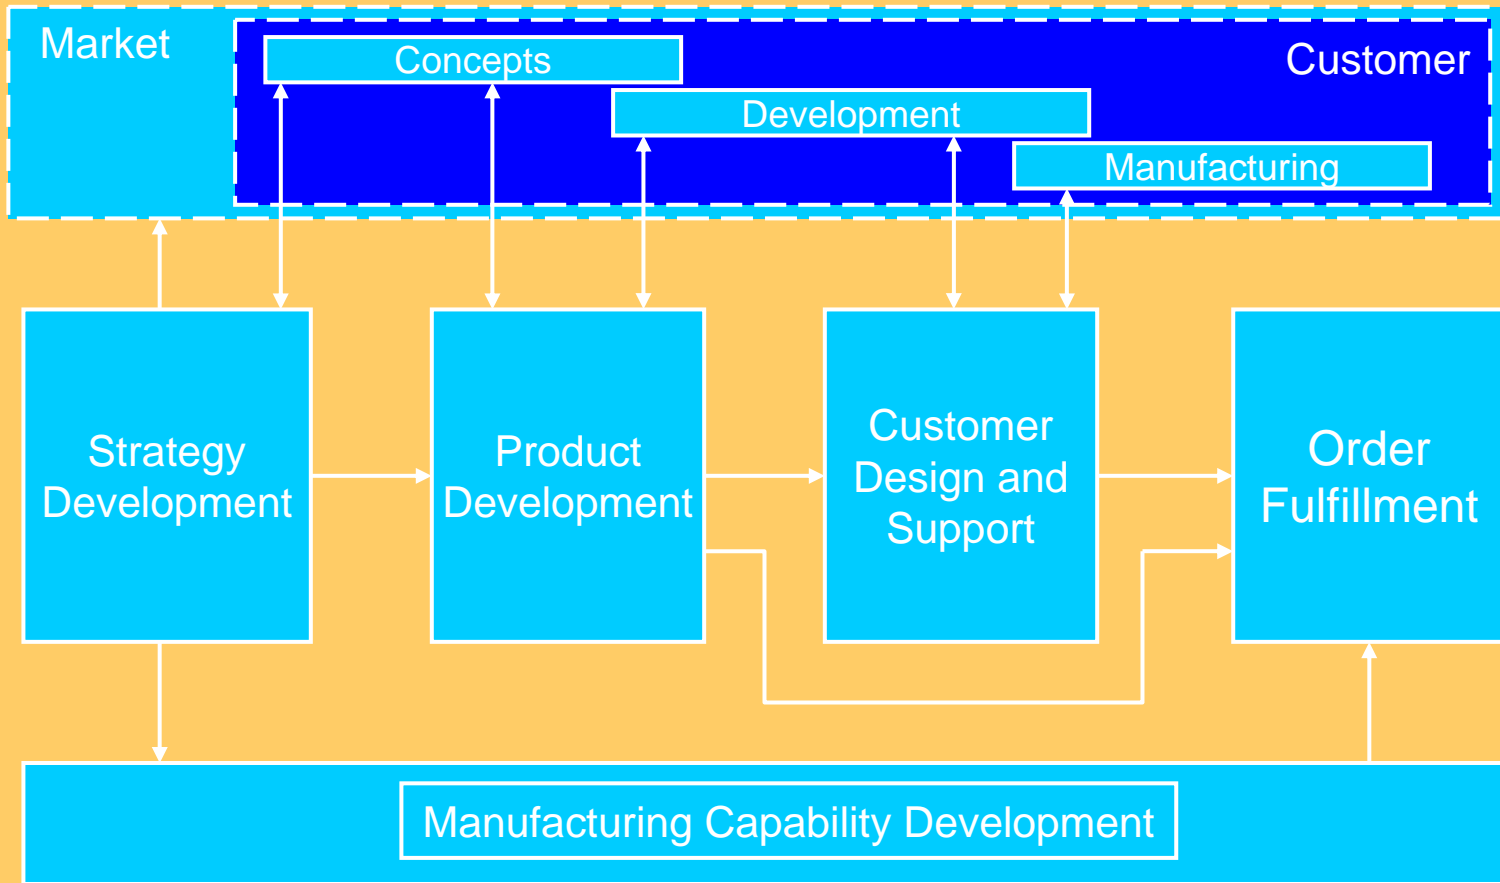 Market
Customer
Concepts
Development
Manufacturing
Strategy
Development
Product
Development
Customer
Design and
Support
Order
Fulfillment
Manufacturing Capability Development